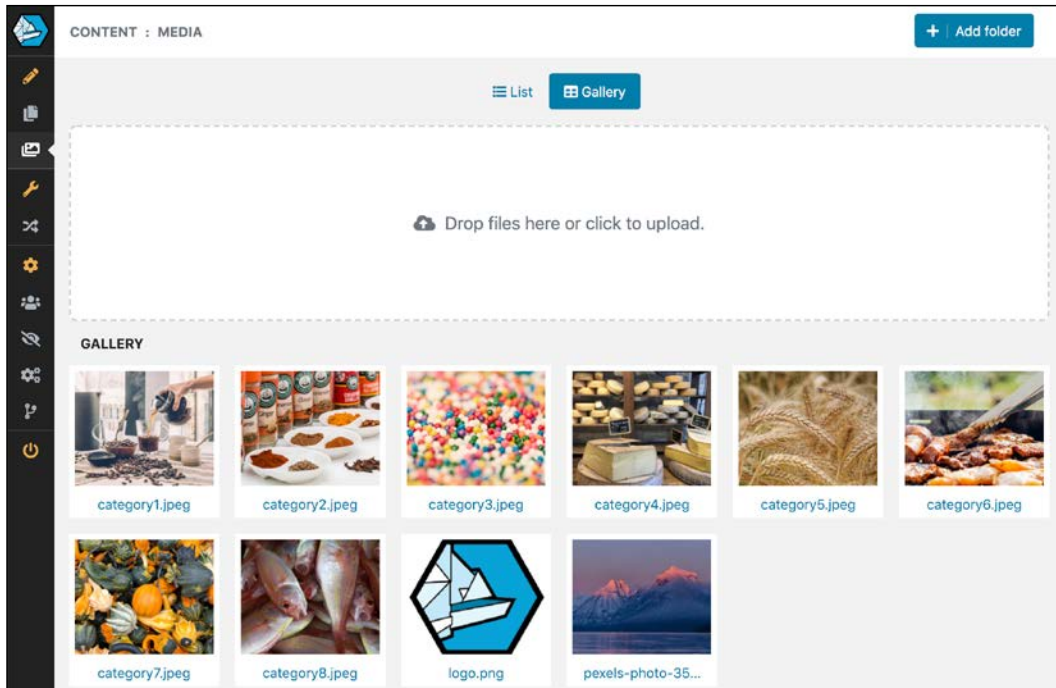 CONTENT : MEDIA
+ | Add folder
List
Gallery
Drop files here or click to upload.
GALLERY
category1.jpeg
category2.jpeg
category3.jpeg
category4.jpeg
category5.jpeg
category6.jpeg
category7.jpeg
category8.jpeg
logo.png
pexels-photo-35...